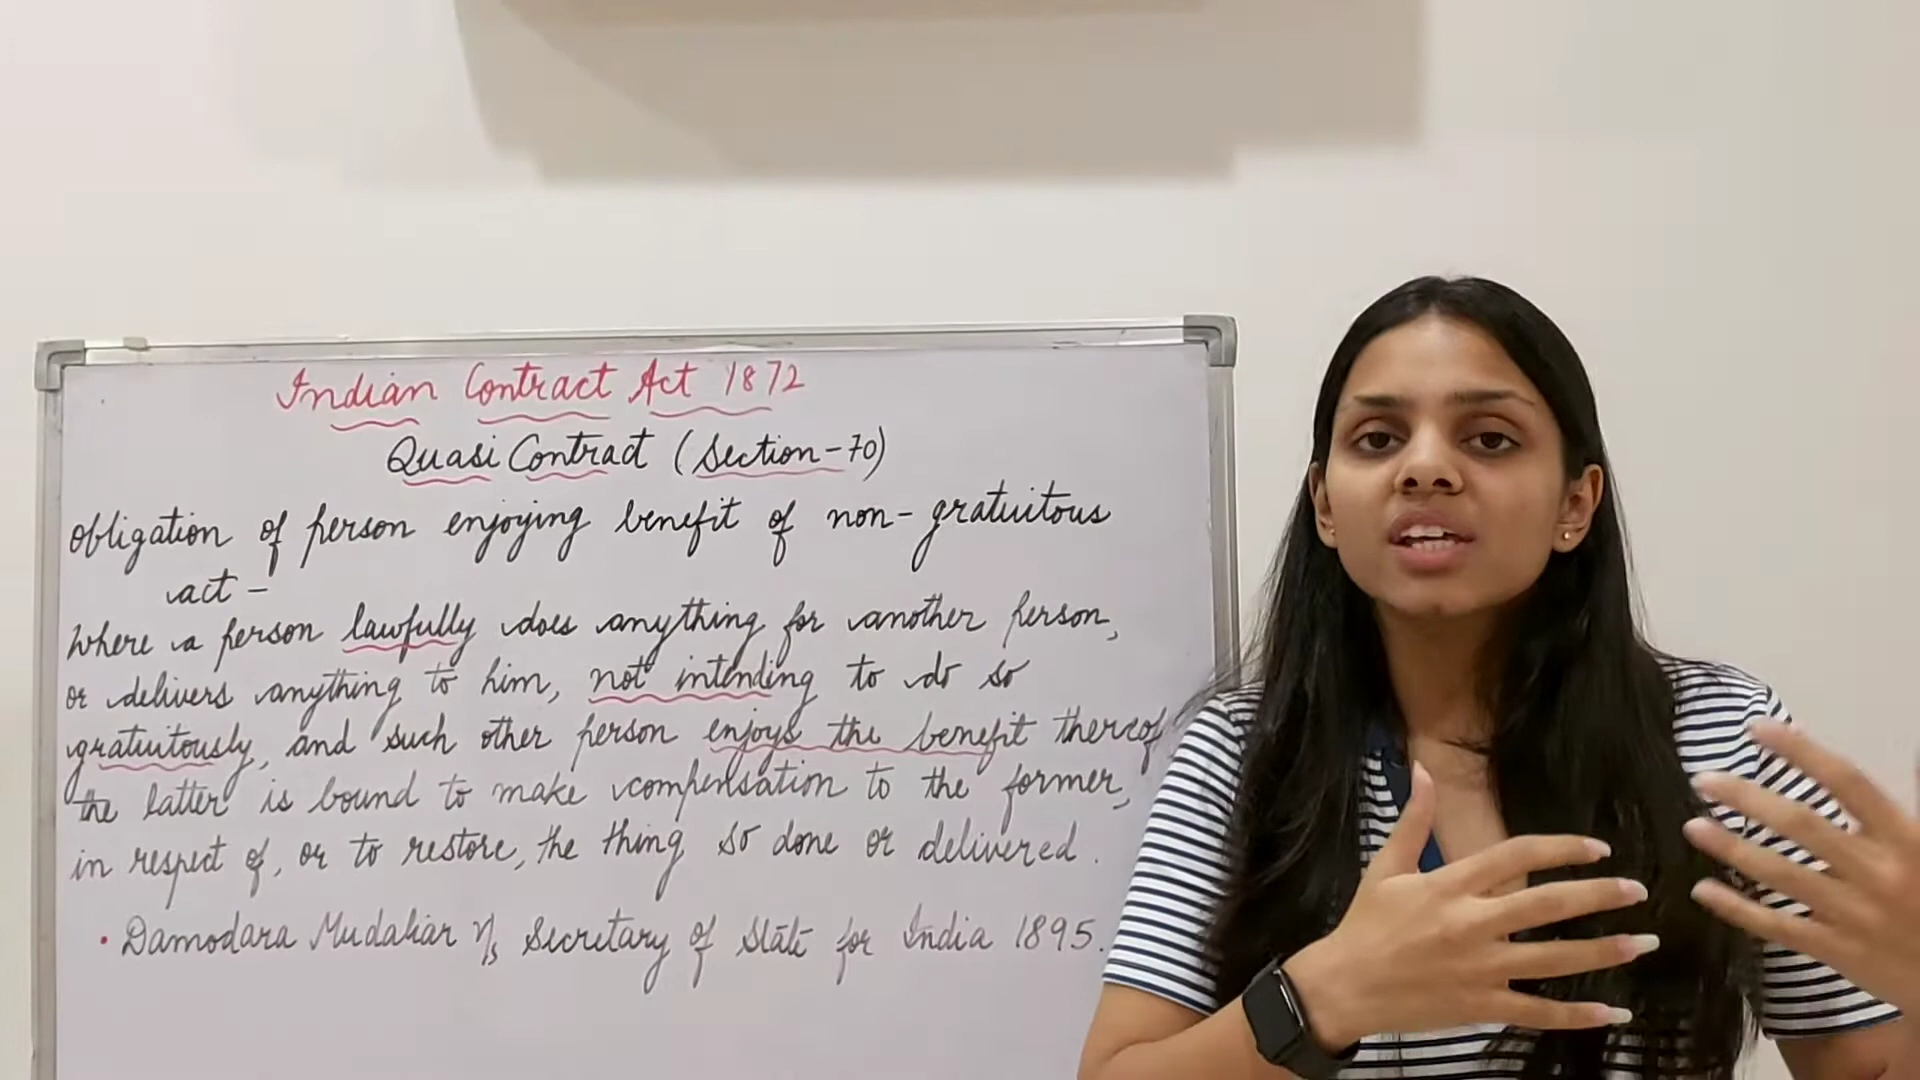 Indian Contract Act 1872
Quasi Contract (Section-70)
Obligation of person enjoying benefit of non-gratuitous
act -
Where a person lawfully does anything for another person,
or delivers anything to him, not intending to do so
gratuitously, and such other person enjoys the benefit thereof
the latter is bound to make compensation to the former,
in respect of, or to restore, the thing so done or delivered.
• Damodara Mudaliar V/s Secretary of State for India 1895.